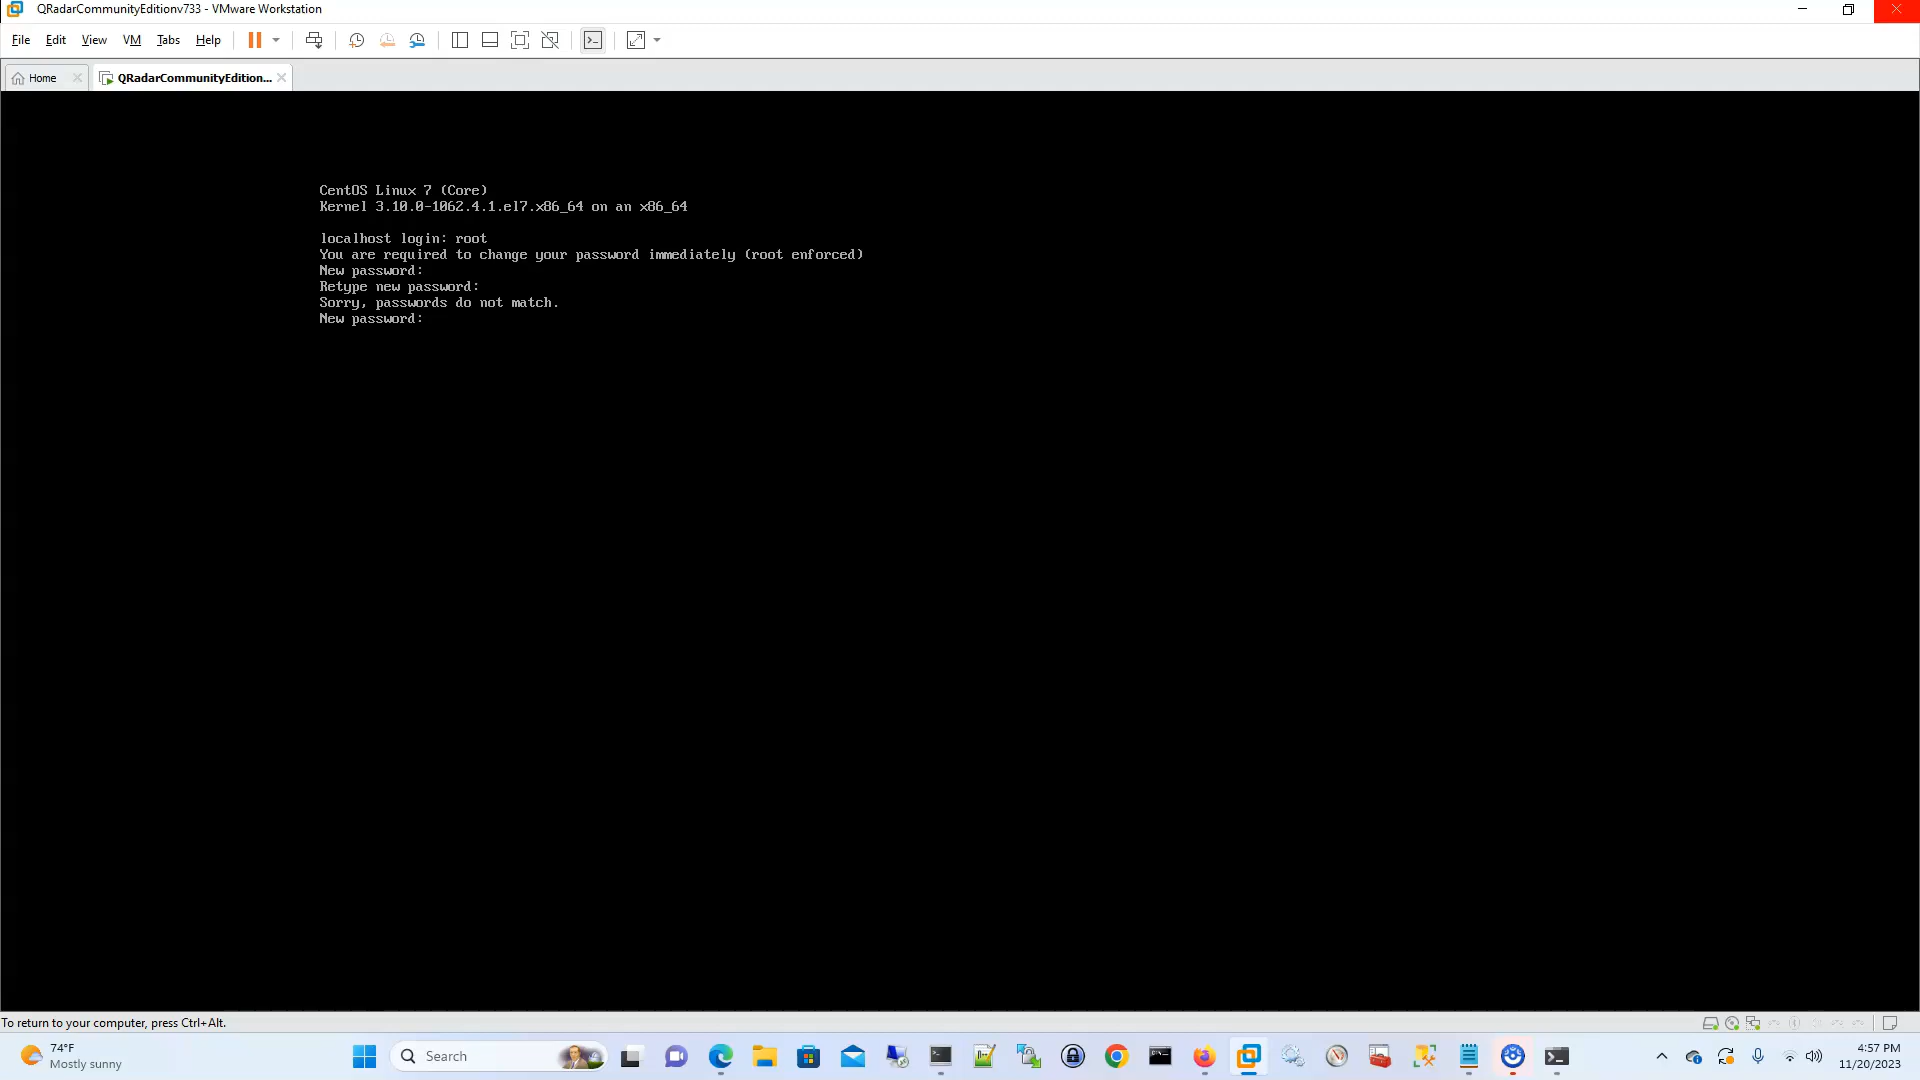 QRadarCommunityEditionv733 - VMware Workstation
File Edit View VM Tabs Help
Home QRadarCommunityEdition...
CentOS Linux 7 (Core)
Kernel 3.10.0-1062.4.1.el7.x86_64 on an x86_64
localhost login: root
You are required to change your password immediately (root enforced)
New password:
Retype new password:
Sorry, passwords do not match.
New password:
To return to your computer, press Ctrl+Alt.
74°F
Mostly sunny
Search
4:57 PM
11/20/2023